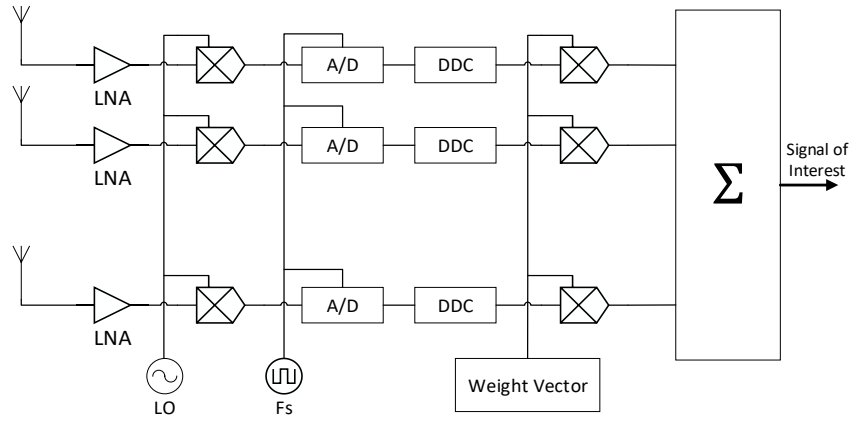 A/D
DDC
LNA
Signal of
Interest
A/D
DDC
LNA
Σ
A/D
DDC
LNA
Weight Vector
LO
Fs